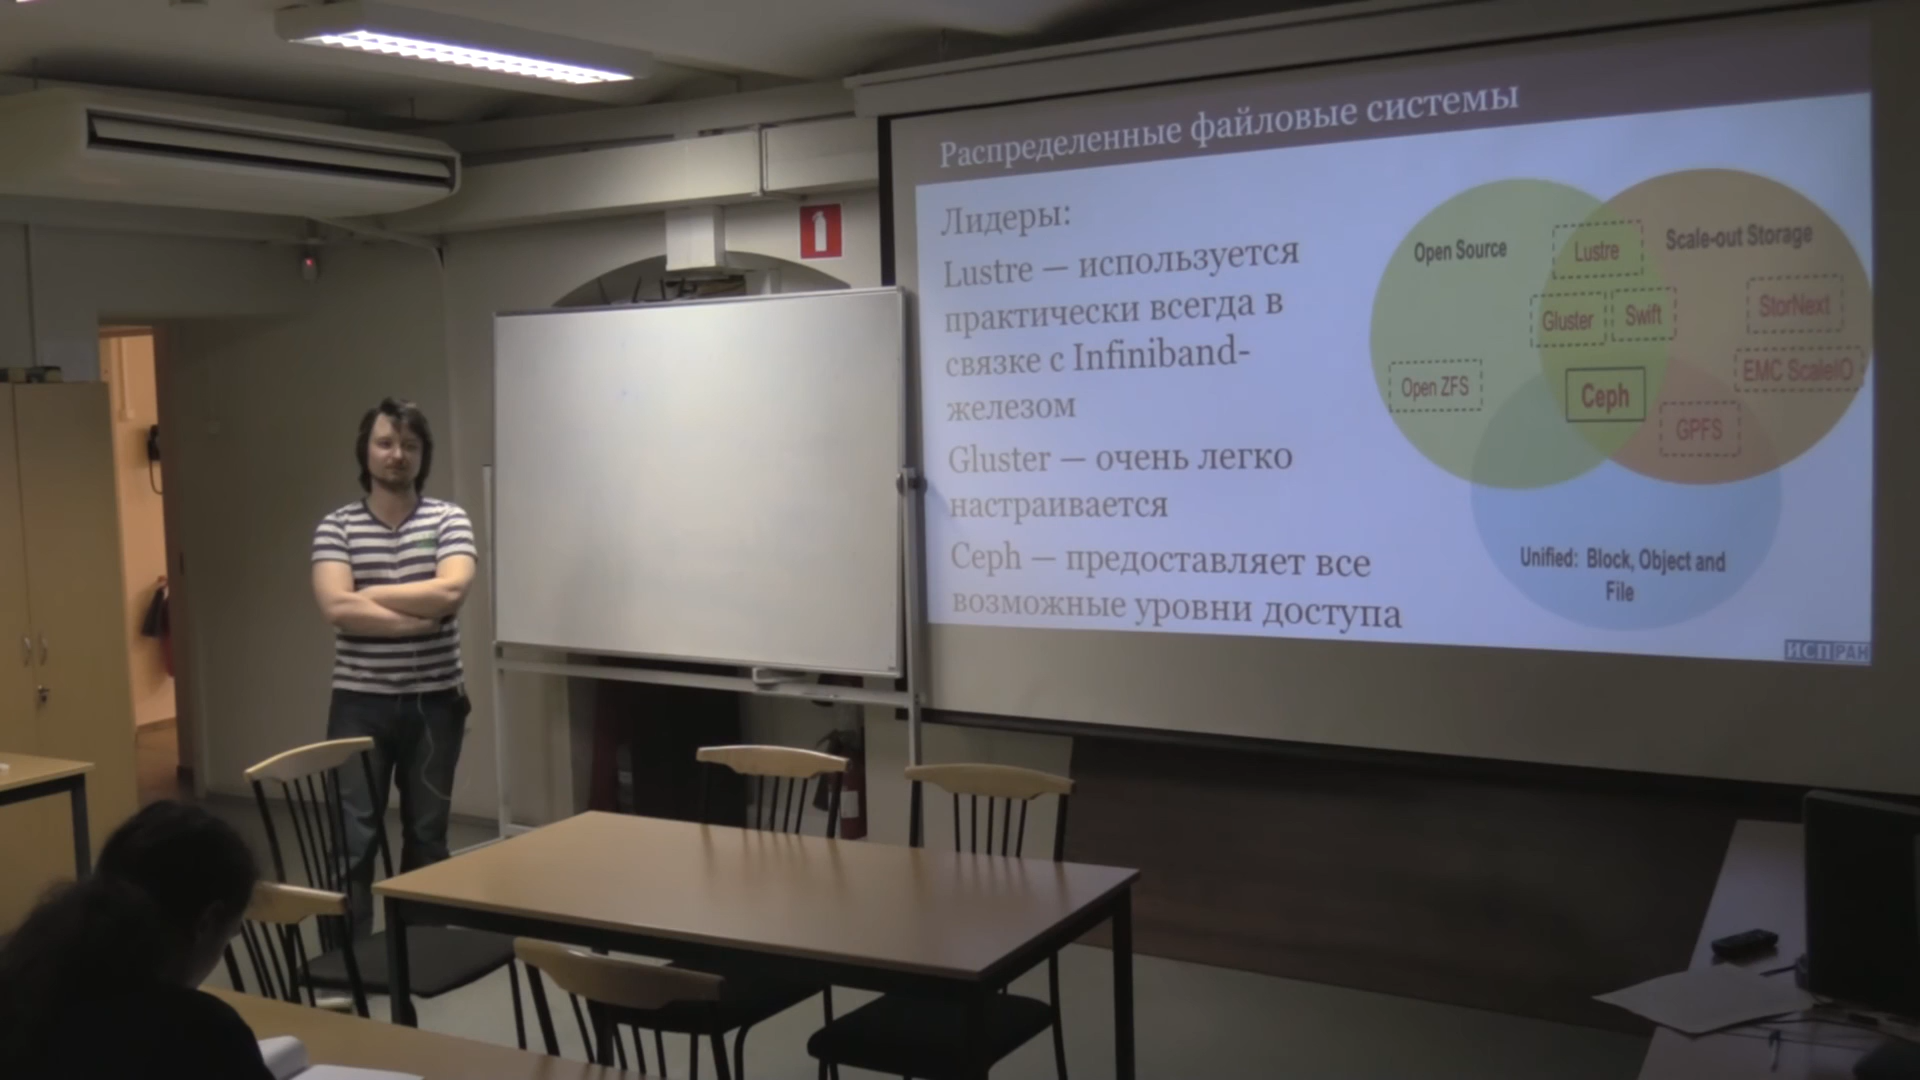 Распределенные файловые системы
Лидеры:
Lustre — используется
практически всегда в
связке с Infiniband-
железом
Gluster — очень легко
настраивается
Ceph — предоставляет все
возможные уровни доступа
Open Source
Lustre
Scale-out Storage
Gluster
Swift
StorNext
Open ZFS
Ceph
EMC ScaleIO
GPFS
Unified: Block, Object and
File
ИСП РАН